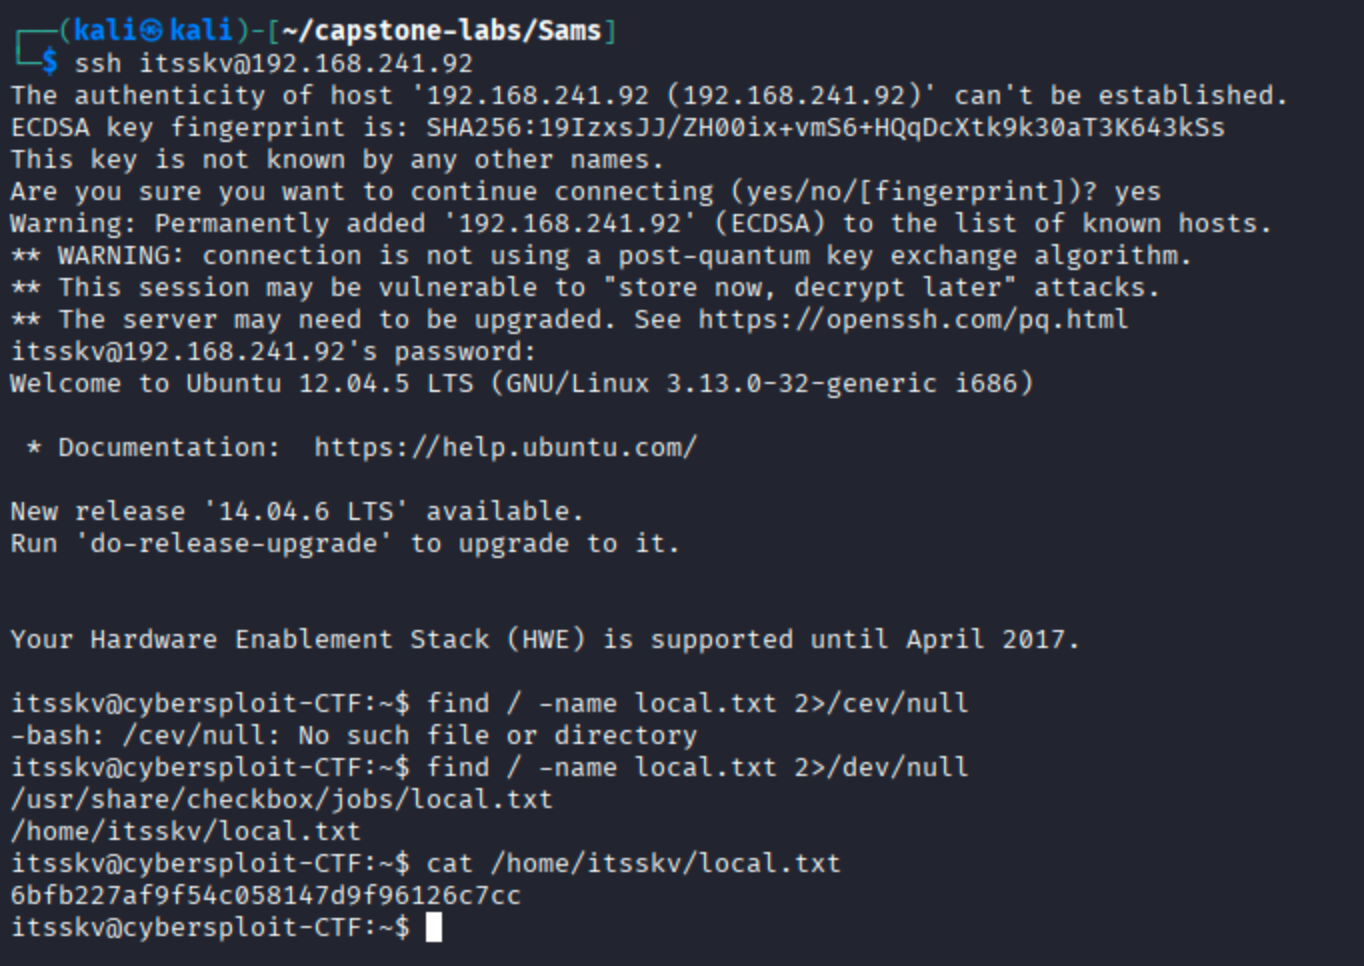 ┌──(kali㉿kali)-[~/capstone-labs/Sams]
└─$ ssh itsskv@192.168.241.92
The authenticity of host '192.168.241.92 (192.168.241.92)' can't be established.
ECDSA key fingerprint is: SHA256:19IzxsJJ/ZH00ix+vmS6+HQqDcXtk9k30aT3K643kSs
This key is not known by any other names.
Are you sure you want to continue connecting (yes/no/[fingerprint])? yes
Warning: Permanently added '192.168.241.92' (ECDSA) to the list of known hosts.
** WARNING: connection is not using a post-quantum key exchange algorithm.
** This session may be vulnerable to "store now, decrypt later" attacks.
** The server may need to be upgraded. See https://openssh.com/pq.html
itsskv@192.168.241.92's password:
Welcome to Ubuntu 12.04.5 LTS (GNU/Linux 3.13.0-32-generic i686)
 * Documentation:  https://help.ubuntu.com/
New release '14.04.6 LTS' available.
Run 'do-release-upgrade' to upgrade to it.
Your Hardware Enablement Stack (HWE) is supported until April 2017.
itsskv@cybersploit-CTF:~$ find / -name local.txt 2>/cev/null
-bash: /cev/null: No such file or directory
itsskv@cybersploit-CTF:~$ find / -name local.txt 2>/dev/null
/usr/share/checkbox/jobs/local.txt
/home/itsskv/local.txt
itsskv@cybersploit-CTF:~$ cat /home/itsskv/local.txt
6bfb227af9f54c058147d9f96126c7cc
itsskv@cybersploit-CTF:~$